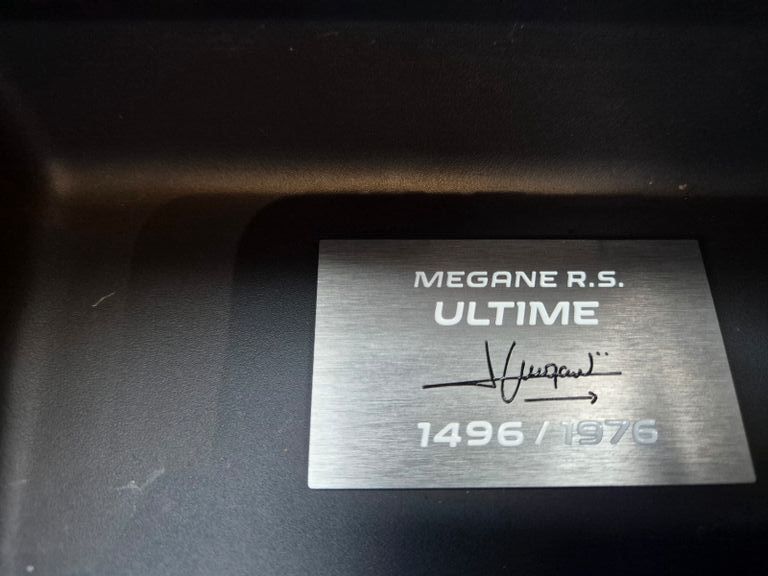 MEGANE R.S.
ULTIME
1496 / 1976